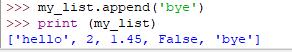 >>> my_list.append('bye')
>>> print (my_list)
['hello', 2, 1.45, False, 'bye']